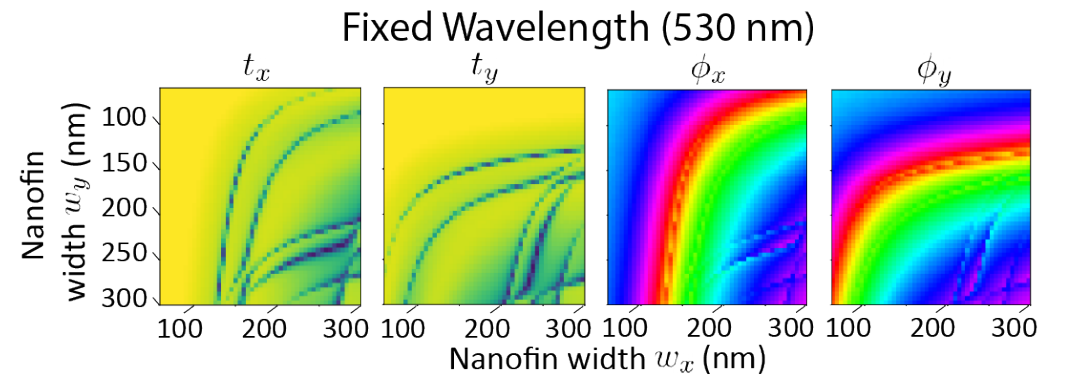 Fixed Wavelength (530 nm)
t_x t_y ϕ_x ϕ_y
Nanofin
width w_y (nm)
100
150
200
250
300
100 200 300 100 200 300 100 200 300 100 200 300
Nanofin width w_x (nm)